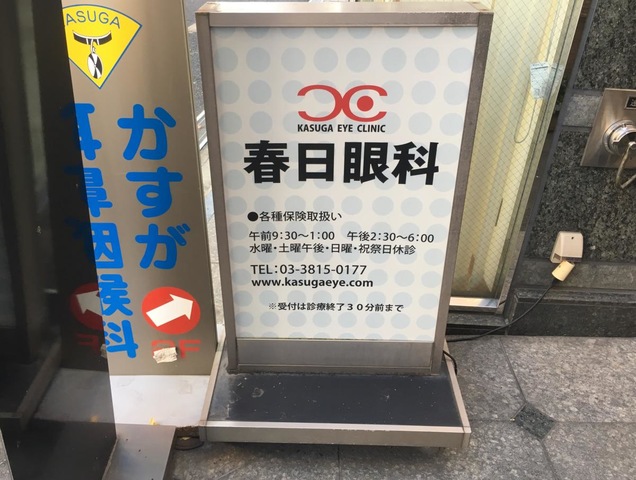 KASUGA
かすが
耳鼻咽喉科
KASUGA EYE CLINIC
春日眼科
●各種保険取扱い
午前9:30〜1:00 午後2:30〜6:00
水曜・土曜午後・日曜・祝祭日休診
TEL:03-3815-0177
www.kasugaeye.com
※受付は診療終了30分前まで